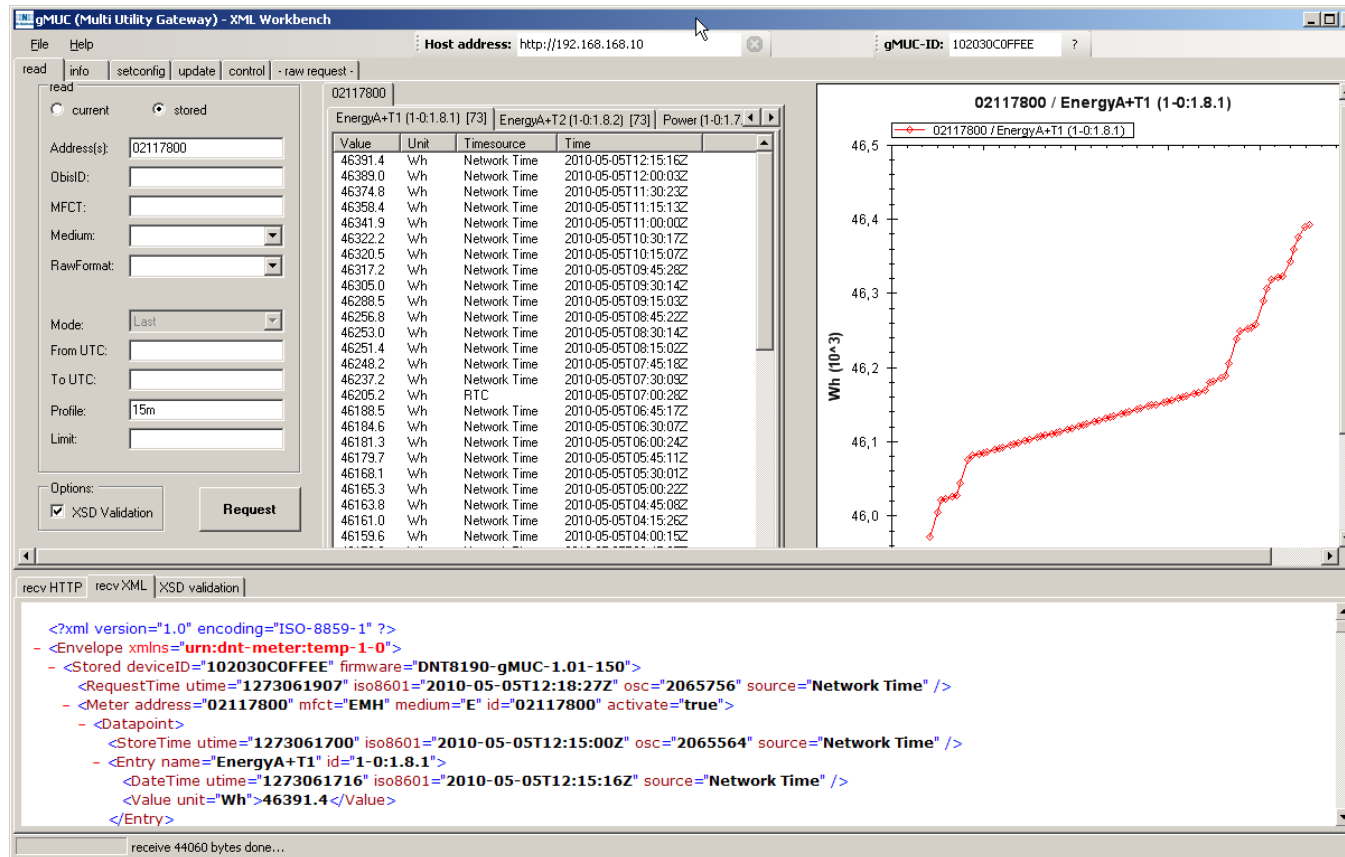 gMUC (Multi Utility Gateway) - XML Workbench
File Help Host address: http://192.168.168.10 gMUC-ID: 102030C0FFEE ?
read info setconfig update control - raw request -
read
current stored
Address(s): 02117800
ObisID:
MFCT:
Medium:
RawFormat:
Mode: Last
From UTC:
To UTC:
Profile: 15m
Limit:
Options:
XSD Validation
Request
02117800
EnergyA+T1 (1-0:1.8.1) [73] EnergyA+T2 (1-0:1.8.2) [73] Power (1-0:1.7.
Value Unit Timesource Time
46391.4 Wh Network Time 2010-05-05T12:15:16Z
46389.0 Wh Network Time 2010-05-05T12:00:03Z
46374.8 Wh Network Time 2010-05-05T11:30:23Z
46358.4 Wh Network Time 2010-05-05T11:15:13Z
46341.9 Wh Network Time 2010-05-05T11:00:00Z
46322.2 Wh Network Time 2010-05-05T10:30:17Z
46320.5 Wh Network Time 2010-05-05T10:15:07Z
46317.2 Wh Network Time 2010-05-05T09:45:28Z
46305.0 Wh Network Time 2010-05-05T09:30:14Z
46288.5 Wh Network Time 2010-05-05T09:15:03Z
46256.8 Wh Network Time 2010-05-05T08:45:22Z
46253.0 Wh Network Time 2010-05-05T08:30:14Z
46251.4 Wh Network Time 2010-05-05T08:15:02Z
46248.2 Wh Network Time 2010-05-05T07:45:18Z
46237.2 Wh Network Time 2010-05-05T07:30:09Z
46205.2 Wh RTC 2010-05-05T07:00:28Z
46188.5 Wh Network Time 2010-05-05T06:45:17Z
46184.6 Wh Network Time 2010-05-05T06:30:07Z
46181.3 Wh Network Time 2010-05-05T06:00:24Z
46179.7 Wh Network Time 2010-05-05T05:45:11Z
46168.1 Wh Network Time 2010-05-05T05:30:01Z
46165.3 Wh Network Time 2010-05-05T05:00:22Z
46163.8 Wh Network Time 2010-05-05T04:45:08Z
46161.0 Wh Network Time 2010-05-05T04:15:26Z
46159.6 Wh Network Time 2010-05-05T04:00:15Z
02117800 / EnergyA+T1 (1-0:1.8.1)
02117800 / EnergyA+T1 (1-0:1.8.1)
46,5
46,4
46,3
46,2
46,1
46,0
Wh (10^3)
recv HTTP recv XML XSD validation
<?xml version="1.0" encoding="ISO-8859-1" ?>
- <Envelope xmlns="urn:dnt-meter:temp-1-0">
- <Stored deviceID="102030C0FFEE" firmware="DNT8190-gMUC-1.01-150">
<RequestTime utime="1273061907" iso8601="2010-05-05T12:18:27Z" osc="2065756" source="Network Time" />
- <Meter address="02117800" mfct="EMH" medium="E" id="02117800" activate="true">
- <Datapoint>
<StoreTime utime="1273061700" iso8601="2010-05-05T12:15:00Z" osc="2065564" source="Network Time" />
- <Entry name="EnergyA+T1" id="1-0:1.8.1">
<DateTime utime="1273061716" iso8601="2010-05-05T12:15:16Z" source="Network Time" />
<Value unit="Wh">46391.4</Value>
</Entry>
receive 44060 bytes done...